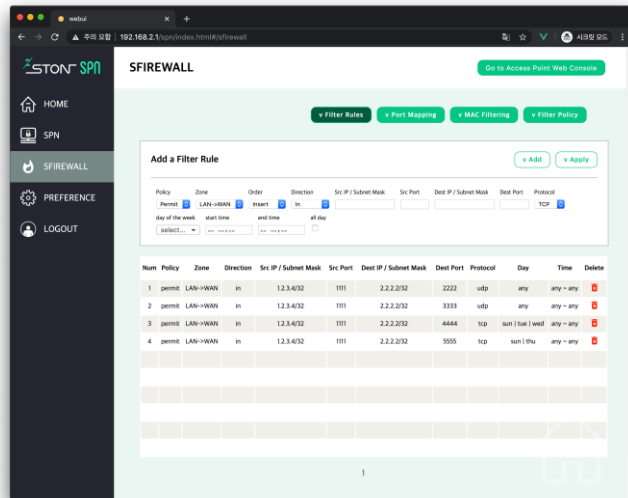 webui
주의 요함 | 192.168.2.1/spn/index.html#/sfirewall
시크릿 모드
STON SPN
SFIREWALL
Go to Access Point Web Console
HOME
SPN
SFIREWALL
PREFERENCE
LOGOUT
v Filter Rules v Port Mapping v MAC Filtering v Filter Policy
Add a Filter Rule
v Add v Apply
Policy Zone Order Direction Src IP / Subnet Mask Src Port Dest IP / Subnet Mask Dest Port Protocol
Permit LAN->WAN Insert In TCP
day of the week start time end time all day
select... -- --:-- -- --:--
Num Policy Zone Direction Src IP / Subnet Mask Src Port Dest IP / Subnet Mask Dest Port Protocol Day Time Delete
1 permit LAN->WAN in 1.2.3.4/32 1111 2.2.2.2/32 2222 udp any any ~ any
2 permit LAN->WAN in 1.2.3.4/32 1111 2.2.2.2/32 3333 udp any any ~ any
3 permit LAN->WAN in 1.2.3.4/32 1111 2.2.2.2/32 4444 tcp sun | tue | wed any ~ any
4 permit LAN->WAN in 1.2.3.4/32 1111 2.2.2.2/32 5555 tcp sun | thu any ~ any
1